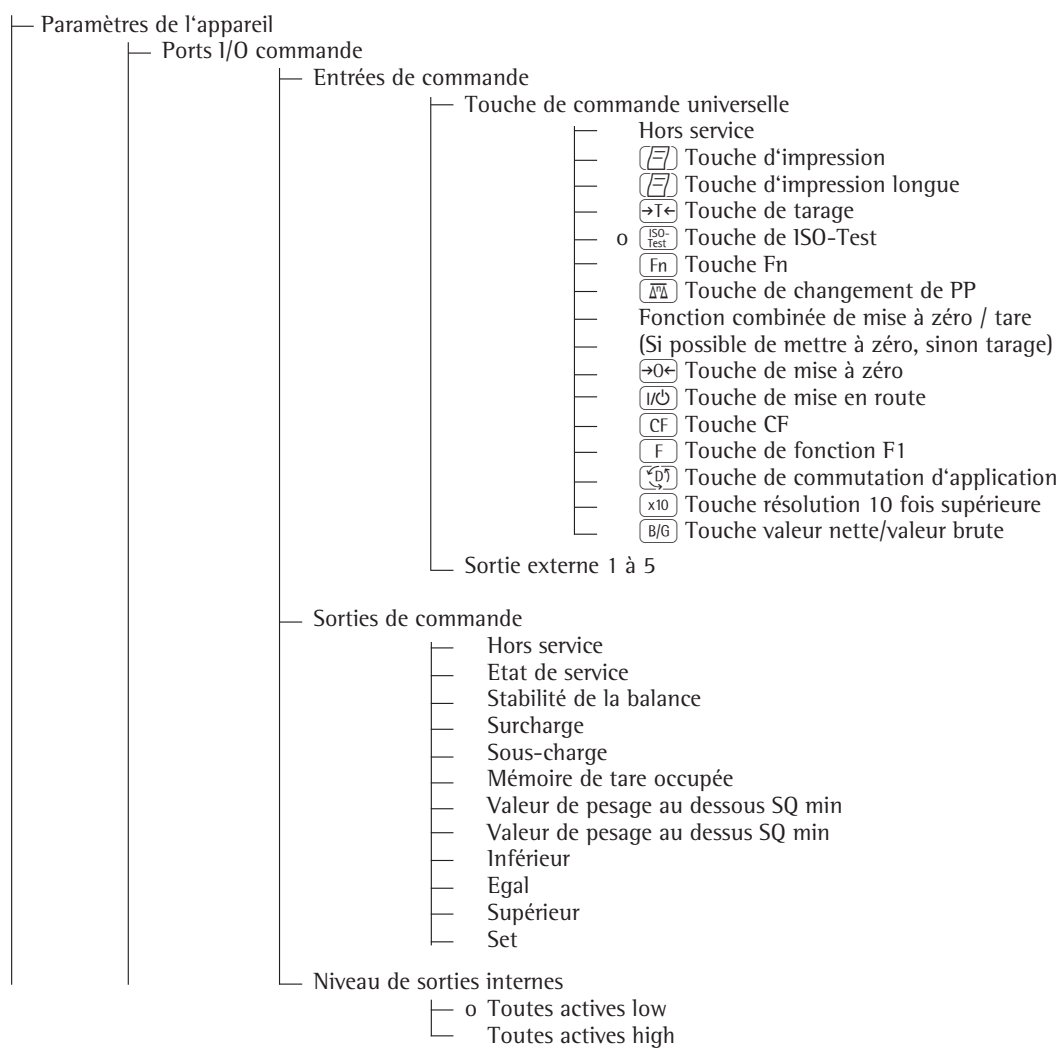 Paramètres de l‘appareil
Ports I/O commande
Entrées de commande
Touche de commande universelle
Hors service
Touche d‘impression
Touche d‘impression longue
→T← Touche de tarage
o ISO-Test Touche de ISO-Test
Fn Touche Fn
Touche de changement de PP
Fonction combinée de mise à zéro / tare
(Si possible de mettre à zéro, sinon tarage)
→0← Touche de mise à zéro
I/⏻ Touche de mise en route
CF Touche CF
F Touche de fonction F1
D Touche de commutation d‘application
x10 Touche résolution 10 fois supérieure
B/G Touche valeur nette/valeur brute
Sortie externe 1 à 5
Sorties de commande
Hors service
Etat de service
Stabilité de la balance
Surcharge
Sous-charge
Mémoire de tare occupée
Valeur de pesage au dessous SQ min
Valeur de pesage au dessus SQ min
Inférieur
Egal
Supérieur
Set
Niveau de sorties internes
o Toutes actives low
Toutes actives high